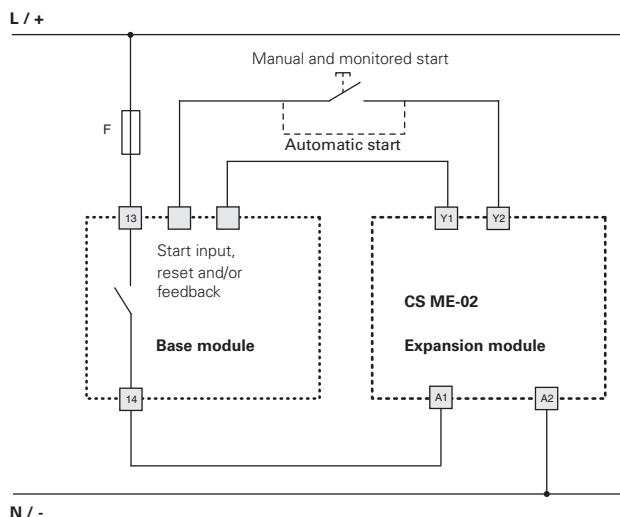 L / +
Manual and monitored start
F
Automatic start
13
Y1
Y2
Start input,
reset and/or
feedback
CS ME-02
Base module
Expansion module
14
A1
A2
N / -